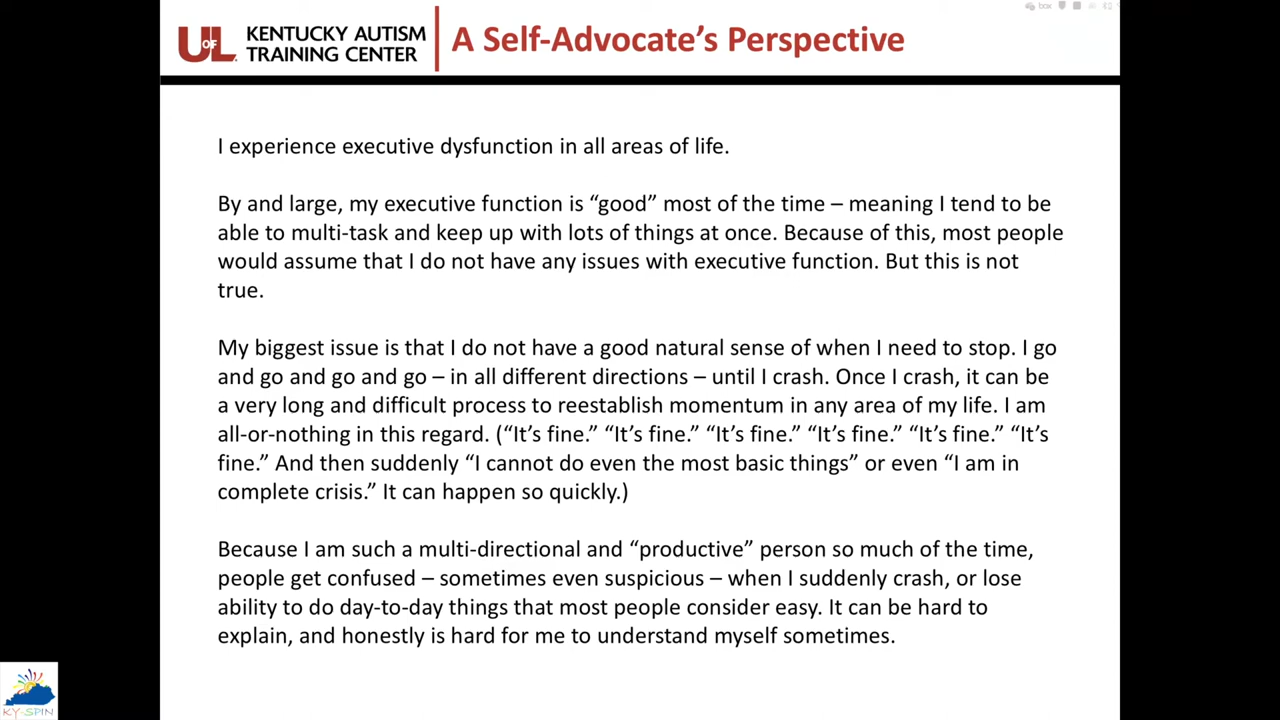 box
UofL KENTUCKY AUTISM
TRAINING CENTER
A Self-Advocate's Perspective
I experience executive dysfunction in all areas of life.
By and large, my executive function is “good” most of the time – meaning I tend to be
able to multi-task and keep up with lots of things at once. Because of this, most people
would assume that I do not have any issues with executive function. But this is not
true.
My biggest issue is that I do not have a good natural sense of when I need to stop. I go
and go and go and go – in all different directions – until I crash. Once I crash, it can be
a very long and difficult process to reestablish momentum in any area of my life. I am
all-or-nothing in this regard. (“It’s fine.” “It’s fine.” “It’s fine.” “It’s fine.” “It’s fine.” “It’s
fine.” And then suddenly “I cannot do even the most basic things” or even “I am in
complete crisis.” It can happen so quickly.)
Because I am such a multi-directional and “productive” person so much of the time,
people get confused – sometimes even suspicious – when I suddenly crash, or lose
ability to do day-to-day things that most people consider easy. It can be hard to
explain, and honestly is hard for me to understand myself sometimes.
KY-SPIN